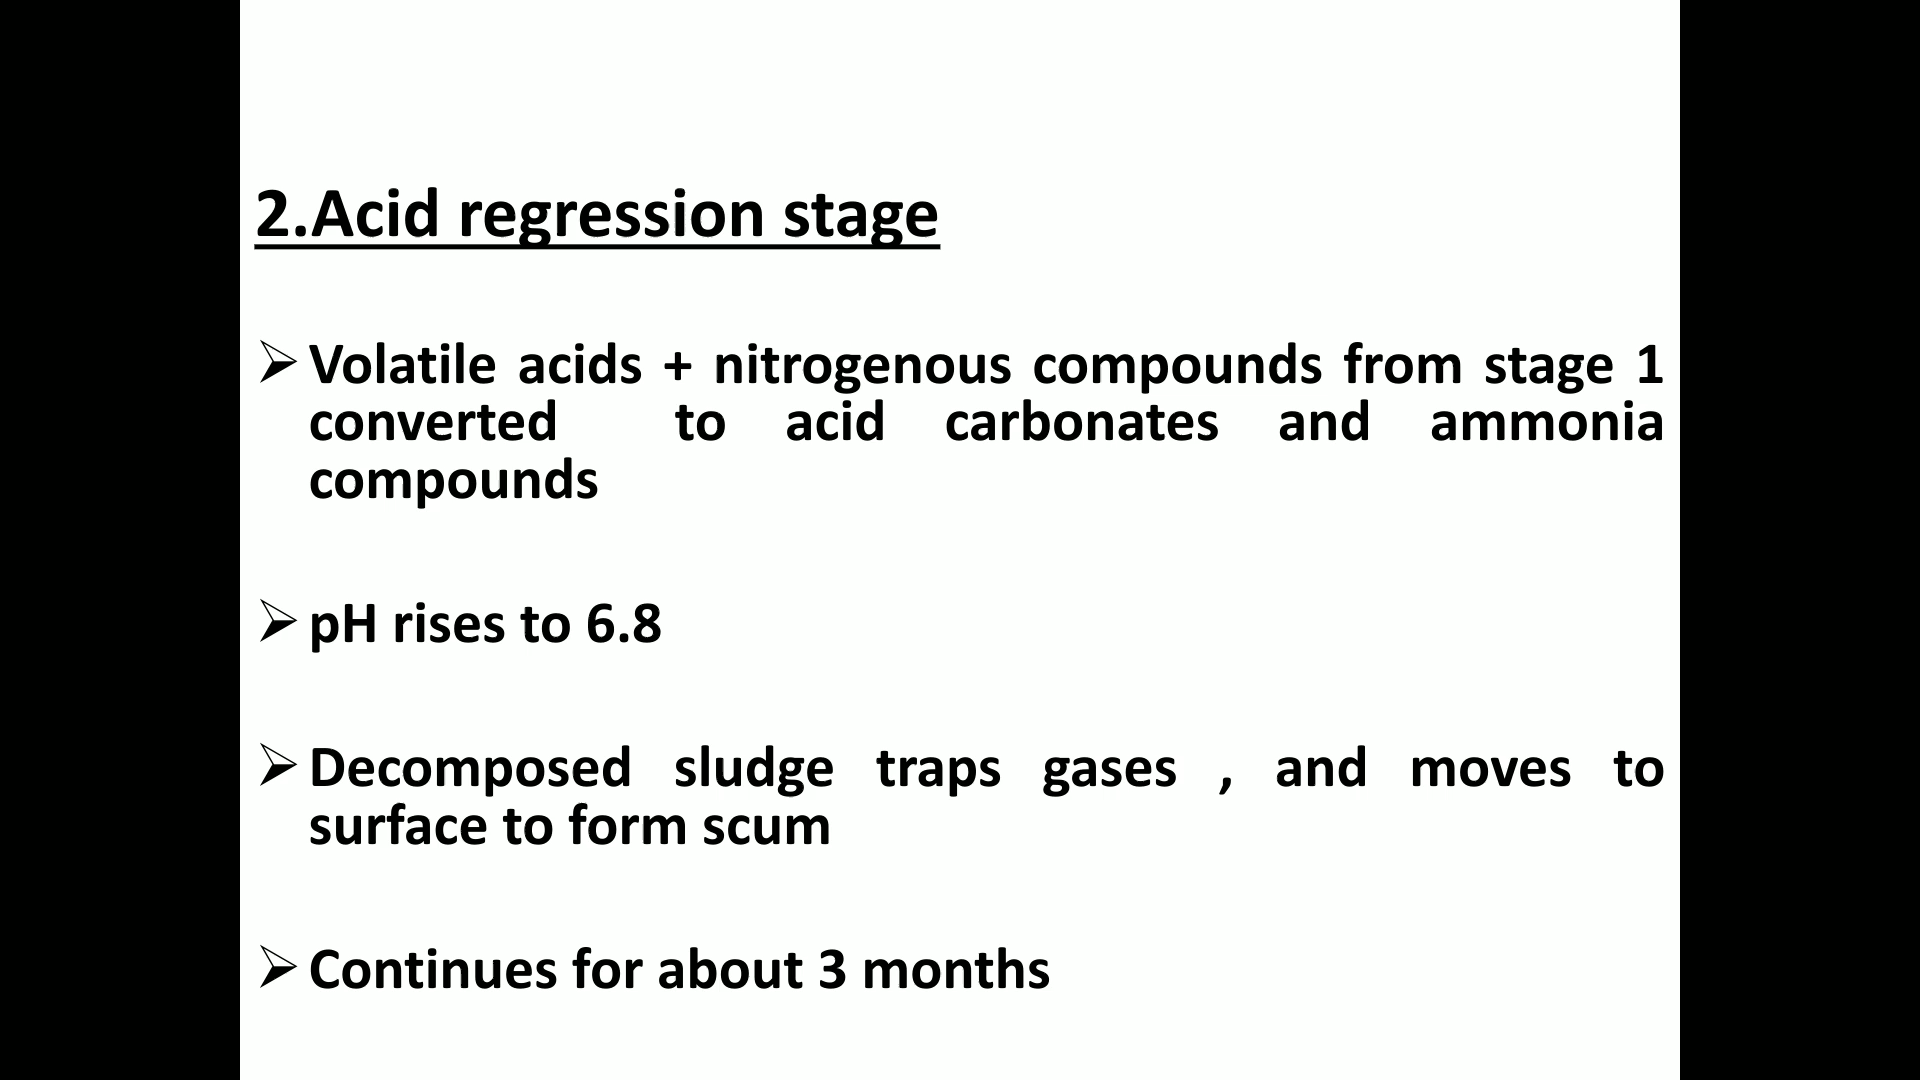 2.Acid regression stage
➢ Volatile acids + nitrogenous compounds from stage 1
converted to acid carbonates and ammonia
compounds
➢ pH rises to 6.8
➢ Decomposed sludge traps gases , and moves to
surface to form scum
➢ Continues for about 3 months